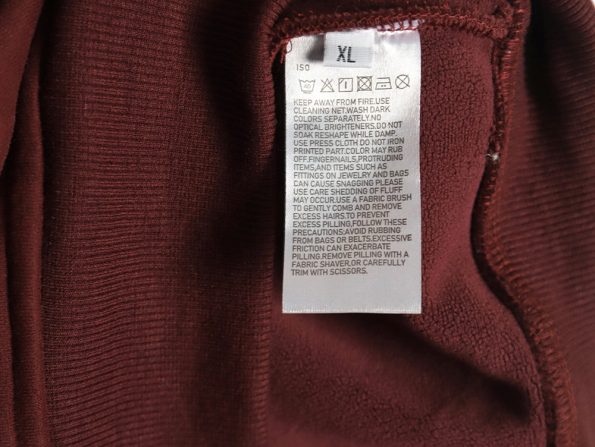 XL
ISO
KEEP AWAY FROM FIRE.USE
CLEANING NET.WASH DARK
COLORS SEPARATELY.NO
OPTICAL BRIGHTENERS.DO NOT
SOAK RESHAPE WHILE DAMP.
USE PRESS CLOTH DO NOT IRON
PRINTED PART.COLOR MAY RUB
OFF.FINGERNAILS,PROTRUDING
ITEMS,AND ITEMS SUCH AS
FITTINGS ON JEWELRY AND BAGS
CAN CAUSE SNAGGING PLEASE
USE CARE SHEDDING OF FLUFF
MAY OCCUR.USE A FABRIC BRUSH
TO GENTLY COMB AND REMOVE
EXCESS HAIRS.TO PREVENT
EXCESS PILLING,FOLLOW THESE
PRECAUTIONS:AVOID RUBBING
FROM BAGS OR BELTS.EXCESSIVE
FRICTION CAN EXACERBATE
PILLING.REMOVE PILLING WITH A
FABRIC SHAVER,OR CAREFULLY
TRIM WITH SCISSORS.